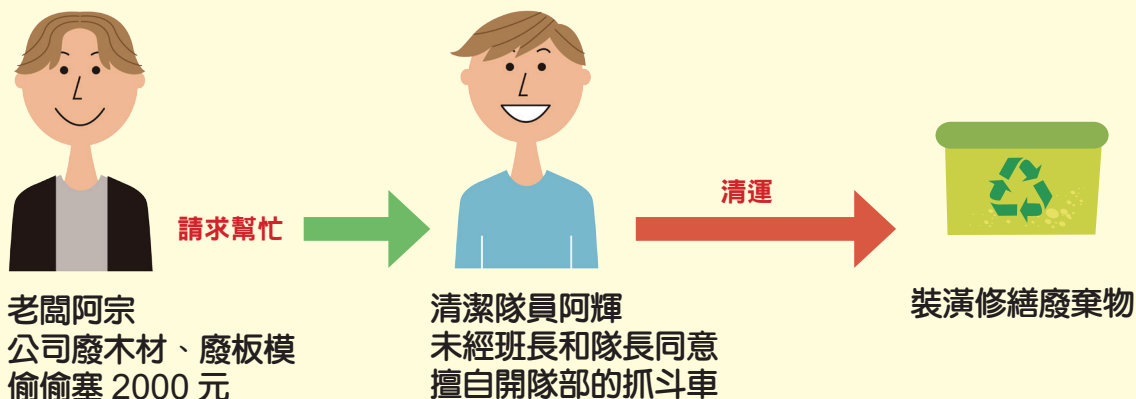 請求幫忙
清運
老闆阿宗
公司廢木材、廢板模
偷偷塞 2000 元
清潔隊員阿輝
未經班長和隊長同意
擅自開隊部的抓斗車
裝潢修繕廢棄物